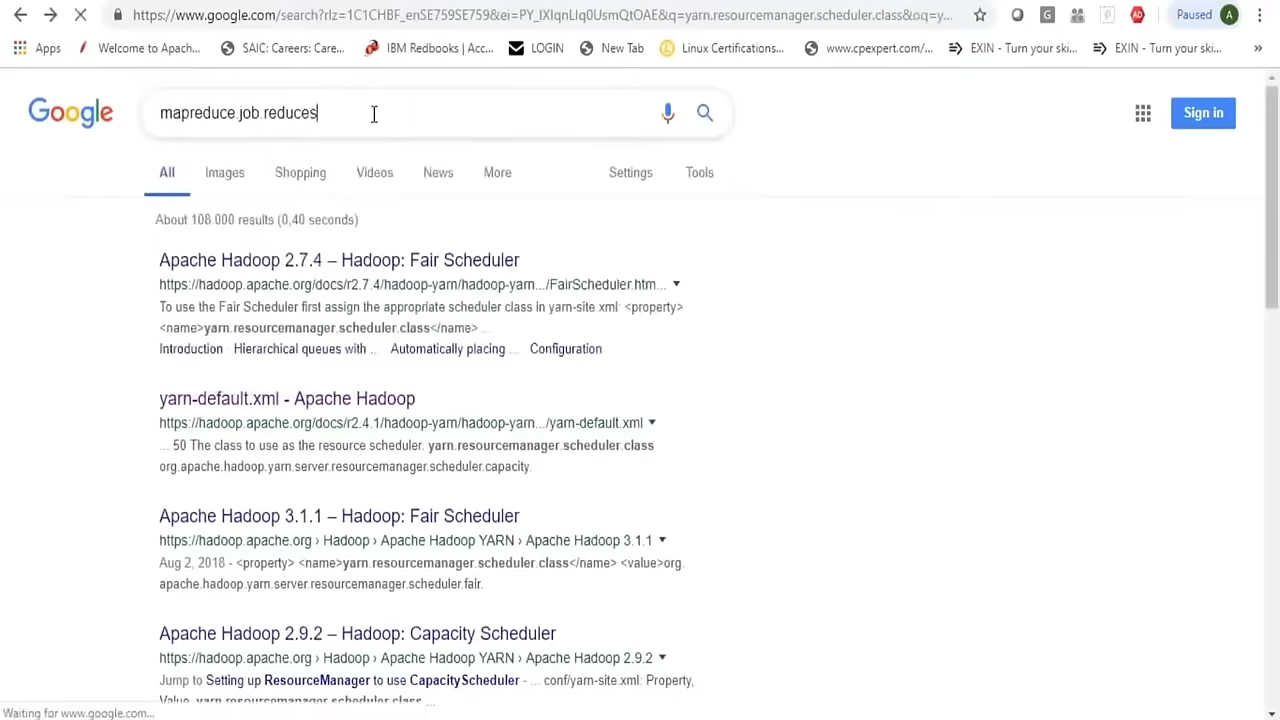 https://www.google.com/search?rlz=1C1CHBF_enSE759SE759&ei=PY_IXIqnLIq0UsmQtOAE&q=yarn.resourcemanager.scheduler.class&oq=y...
Paused A
Apps Welcome to Apach... SAIC: Careers: Care... IBM Redbooks | Acc... LOGIN New Tab Linux Certifications... www.cpexpert.com/... EXIN - Turn your ski... EXIN - Turn your ski... »
Google mapreduce.job.reduces Sign in
All Images Shopping Videos News More Settings Tools
About 108 000 results (0,40 seconds)
Apache Hadoop 2.7.4 – Hadoop: Fair Scheduler
https://hadoop.apache.org/docs/r2.7.4/hadoop-yarn/hadoop-yarn.../FairScheduler.htm...
To use the Fair Scheduler first assign the appropriate scheduler class in yarn-site.xml: <property>
<name>yarn.resourcemanager.scheduler.class</name> ...
Introduction · Hierarchical queues with ... · Automatically placing ... · Configuration
yarn-default.xml - Apache Hadoop
https://hadoop.apache.org/docs/r2.4.1/hadoop-yarn/hadoop-yarn.../yarn-default.xml
... 50 The class to use as the resource scheduler. yarn.resourcemanager.scheduler.class
org.apache.hadoop.yarn.server.resourcemanager.scheduler.capacity.
Apache Hadoop 3.1.1 – Hadoop: Fair Scheduler
https://hadoop.apache.org › Hadoop › Apache Hadoop YARN › Apache Hadoop 3.1.1
Aug 2, 2018 - <property> <name>yarn.resourcemanager.scheduler.class</name> <value>org.
apache.hadoop.yarn.server.resourcemanager.scheduler.fair.
Apache Hadoop 2.9.2 – Hadoop: Capacity Scheduler
https://hadoop.apache.org › Hadoop › Apache Hadoop YARN › Apache Hadoop 2.9.2
Jump to Setting up ResourceManager to use CapacityScheduler - ... conf/yarn-site.xml: Property,
Value. yarn.resourcemanager.scheduler.class ...
Waiting for www.google.com...